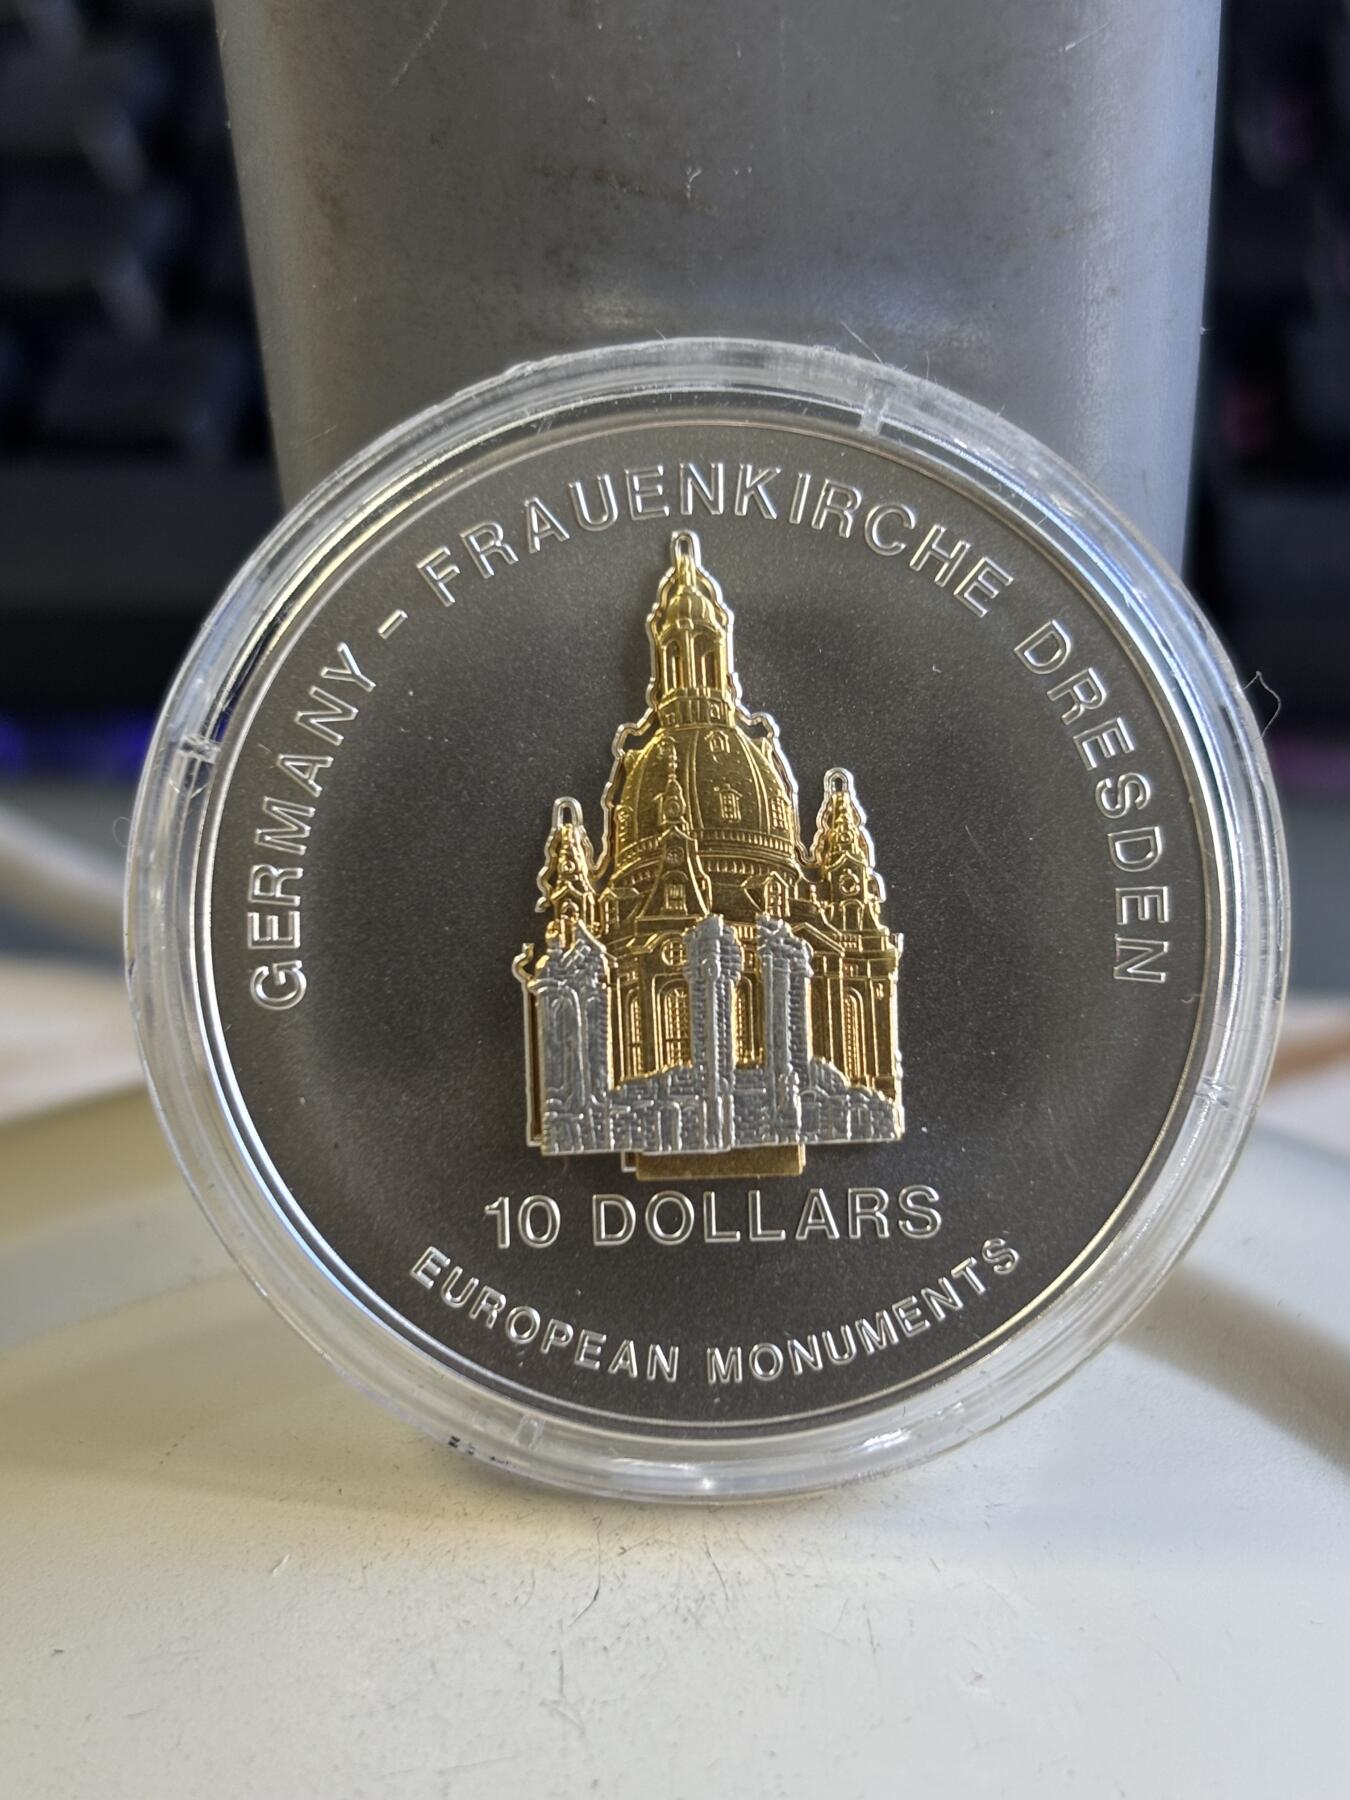 GERMANY - FRAUENKIRCHE DRESDEN
10 DOLLARS
EUROPEAN MONUMENTS